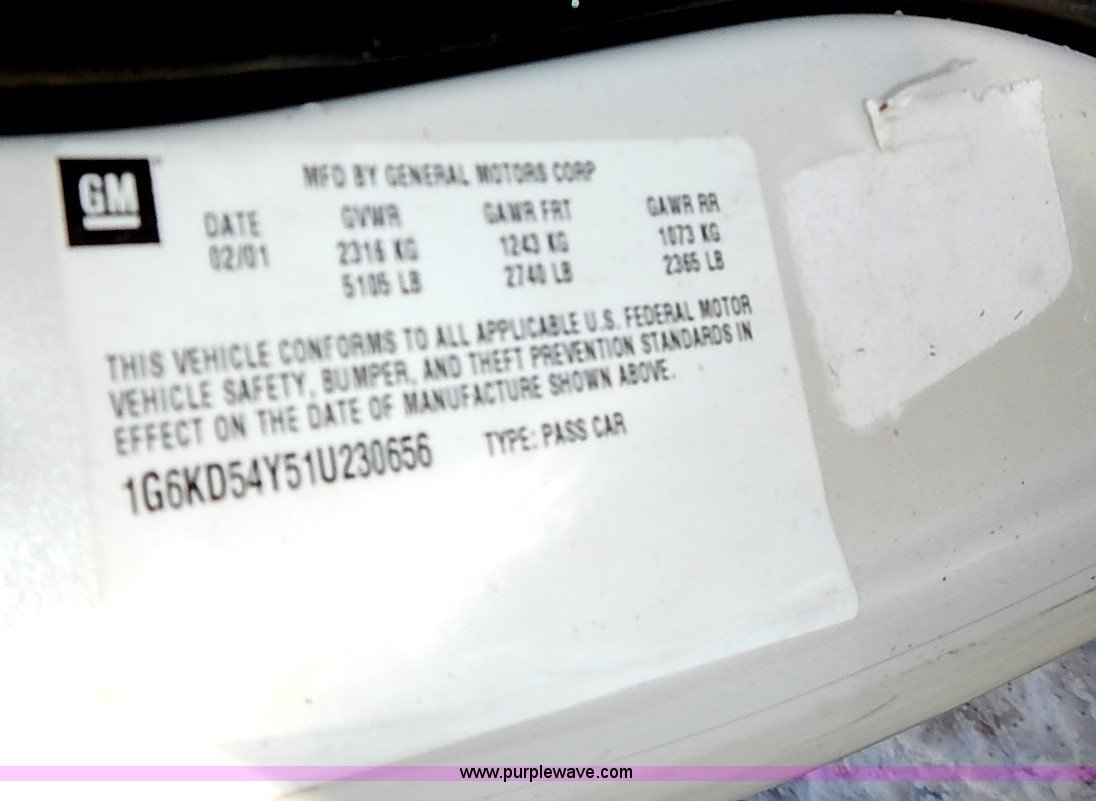 GM
MFD BY GENERAL MOTORS CORP
DATE GVWR GAWR FRT GAWR RR
02/01 2316 KG 1243 KG 1073 KG
5105 LB 2740 LB 2365 LB
THIS VEHICLE CONFORMS TO ALL APPLICABLE U.S. FEDERAL MOTOR
VEHICLE SAFETY, BUMPER, AND THEFT PREVENTION STANDARDS IN
EFFECT ON THE DATE OF MANUFACTURE SHOWN ABOVE.
1G6KD54Y51U230656 TYPE: PASS CAR
www.purplewave.com